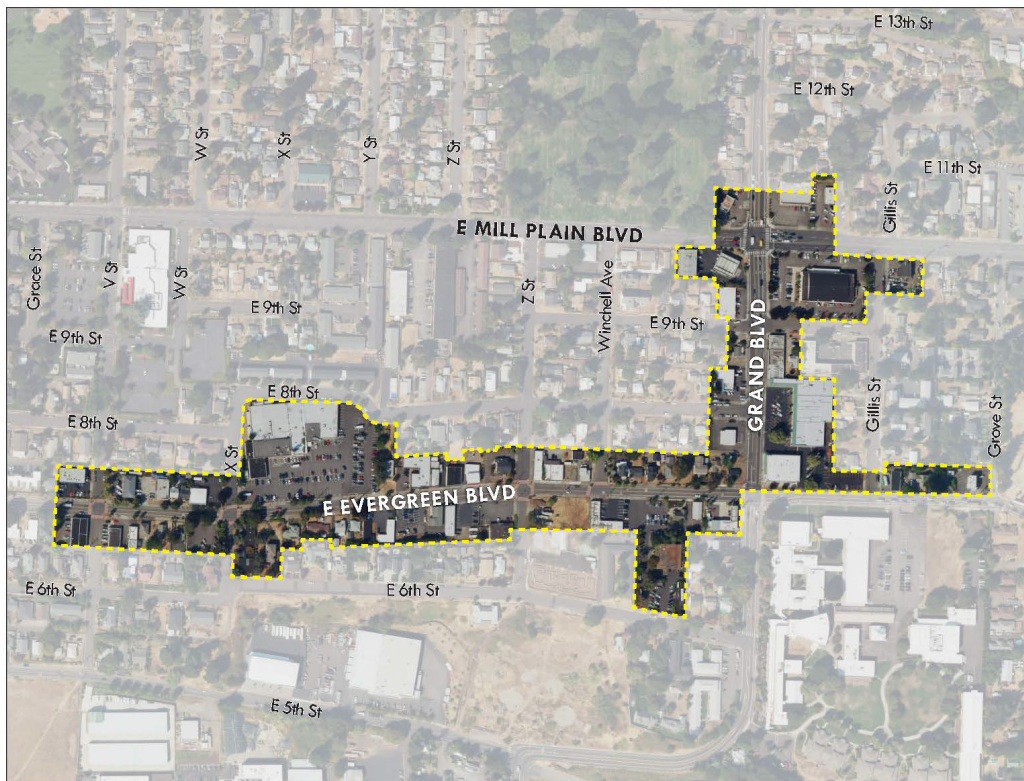 E 13th St
E 12th St
W St
X St
Y St
Z St
E 11th St
Gillis St
E MILL PLAIN BLVD
Grace St
V St
W St
Z St
Winchell Ave
E 9th St
E 9th St
E 9th St
GRAND BLVD
E 8th St
E 8th St
Gillis St
Grove St
X St
E EVERGREEN BLVD
E 6th St
E 6th St
E 5th St